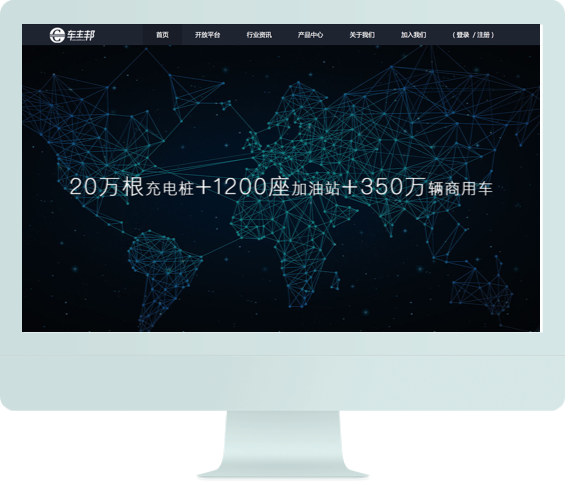 车主邦 首页 开放平台 行业资讯 产品中心 关于我们 加入我们 ( 登录 / 注册 )
20万根充电桩+1200座加油站+350万辆商用车